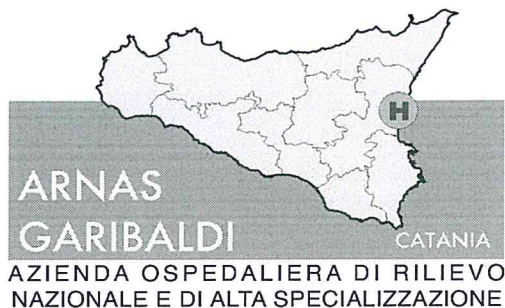 H
ARNAS
GARIBALDI
CATANIA
AZIENDA OSPEDALIERA DI RILIEVO
NAZIONALE E DI ALTA SPECIALIZZAZIONE